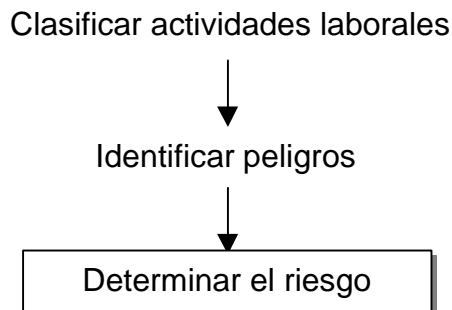 Clasificar actividades laborales
Identificar peligros
Determinar el riesgo